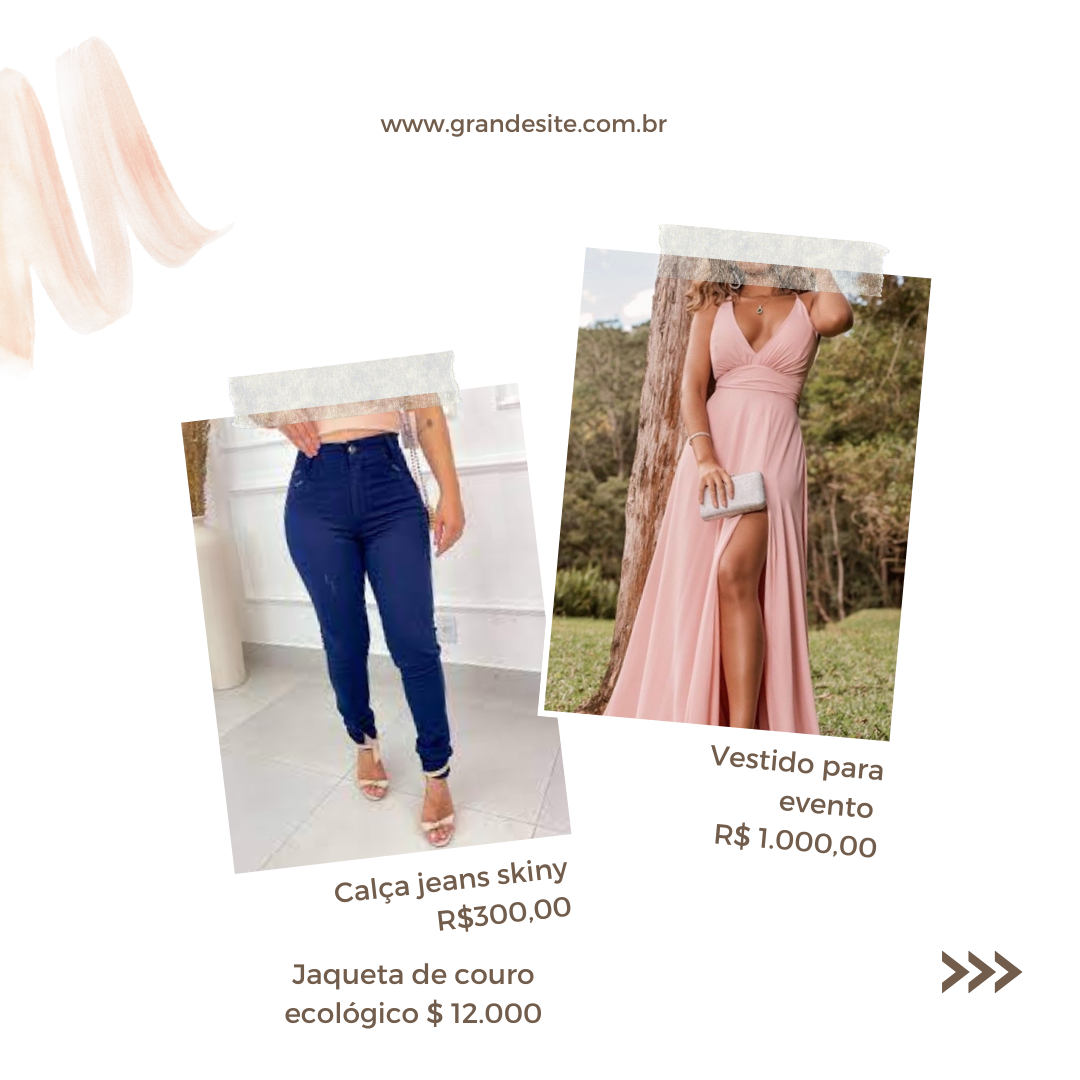 www.grandesite.com.br
Vestido para
evento
R$ 1.000,00
Calça jeans skiny
R$300,00
Jaqueta de couro
ecológico $ 12.000